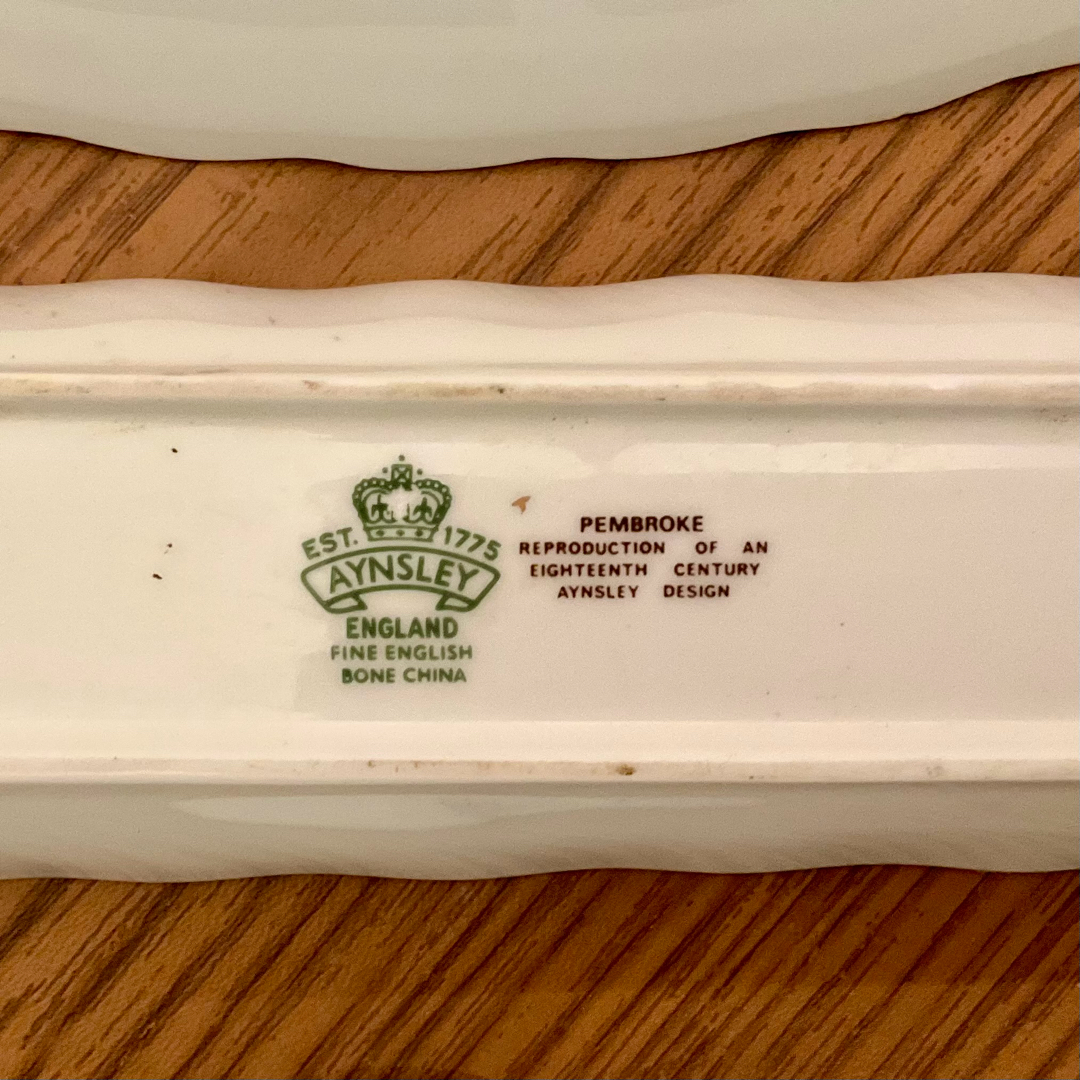 EST. 1775
AYNSLEY
ENGLAND
FINE ENGLISH
BONE CHINA
PEMBROKE
REPRODUCTION OF AN
EIGHTEENTH CENTURY
AYNSLEY DESIGN